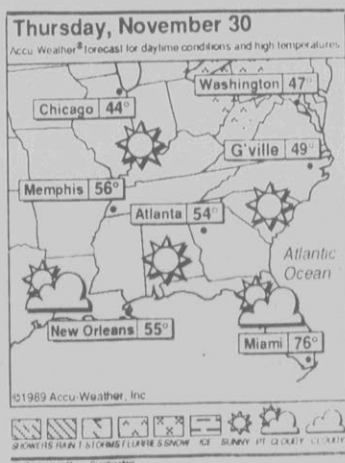 Thursday, November 30
Accu Weather® forecast for daytime conditions and high temperatures
Washington 47°
Chicago 44°
G'ville 49°
Memphis 56°
Atlanta 54°
Atlantic
Ocean
New Orleans 55°
Miami 76°
©1989 Accu-Weather, Inc
SHOWERS RAIN T STORMS FLURRIES SNOW ICE SUNNY PT. CLOUDY CLOUDY